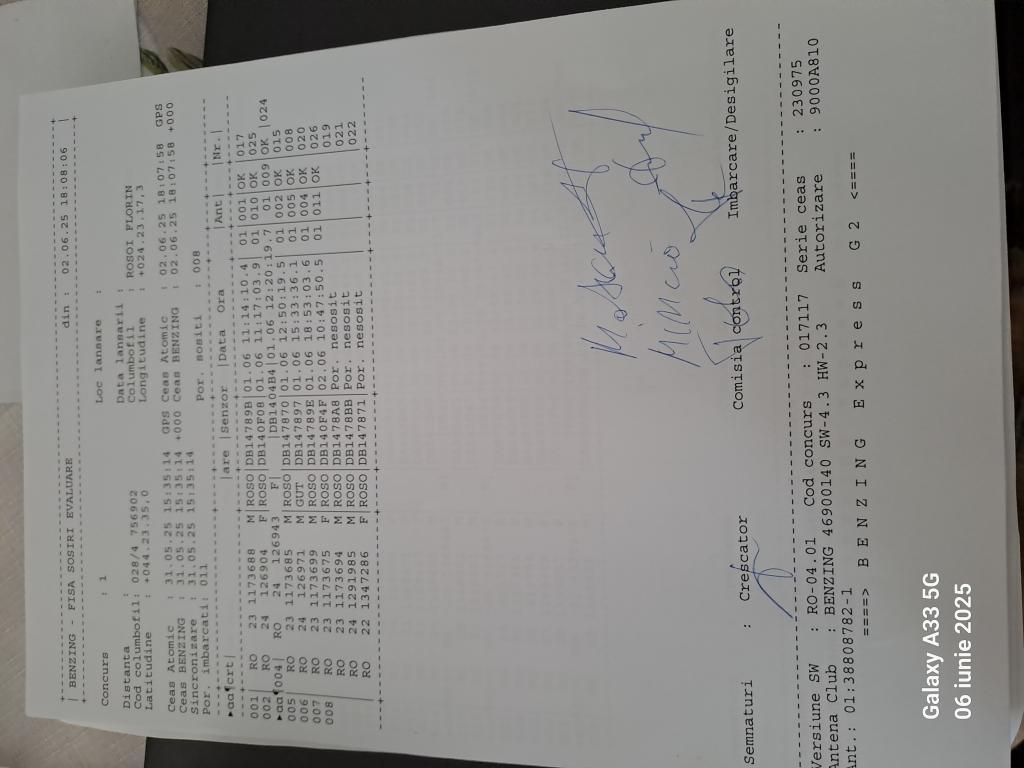 | BENZING - FISA SOSIRI EVALUARE din : 02.06.25 18:08:06 |
Concurs : 1 Loc lansare :
Distanta : Data lansarii :
Cod columbofil: 028/4 756902 Columbofil : ROSOI FLORIN
Latitudine : +044.23.35,0 Longitudine : +024.23.17,3
Ceas Atomic : 31.05.25 15:35:14 GPS Ceas Atomic : 02.06.25 18:07:58 GPS
Ceas BENZING : 31.05.25 15:35:14 +000 Ceas BENZING : 02.06.25 18:07:58 +000
Sincronizare : 31.05.25 15:35:14
Por. imbarcati: 011 Por. sositi : 008
►aa¶crt| |are |Senzor |Data Ora |Ant| |Nr.|
001 RO 23 1173688 M|ROSO|DB14789B|01.06 11:14:10.4|01|001|OK|017
002 RO 24 126904 F|ROSO|DB140F08|01.06 11:17:03.9|01|010|OK|025
►aa¶004| RO 24 126943 F| |DB1404B4|01.06 12:20:19.7|01|009|OK|024
005 RO 23 1173685 M|ROSO|DB147870|01.06 12:50:19.5|01|002|OK|015
006 RO 24 126971 M|GUT |DB147897|01.06 15:33:36.1|01|005|OK|008
007 RO 23 1173699 M|ROSO|DB14789E|01.06 18:53:03.6|01|004|OK|020
008 RO 23 1173675 F|ROSO|DB140F4F|02.06 10:47:50.5|01|011|OK|026
RO 23 1173694 M|ROSO|DB1478A8|Por. nesosit 019
RO 24 1291985 M|ROSO|DB1478BB|Por. nesosit 021
RO 22 1347286 F|ROSO|DB147871|Por. nesosit 022
Semnaturi : Crescator Comisia control Imbarcare/Desigilare
Versiune SW : RO-04.01 Cod concurs : 017117 Serie ceas : 230975
Antena Club : BENZING 46900140 SW-4.3 HW-2.3 Autorizare : 9000A810
Ant.: 01:38808782-1
====> B E N Z I N G E x p r e s s G 2 <====
Galaxy A33 5G
06 iunie 2025